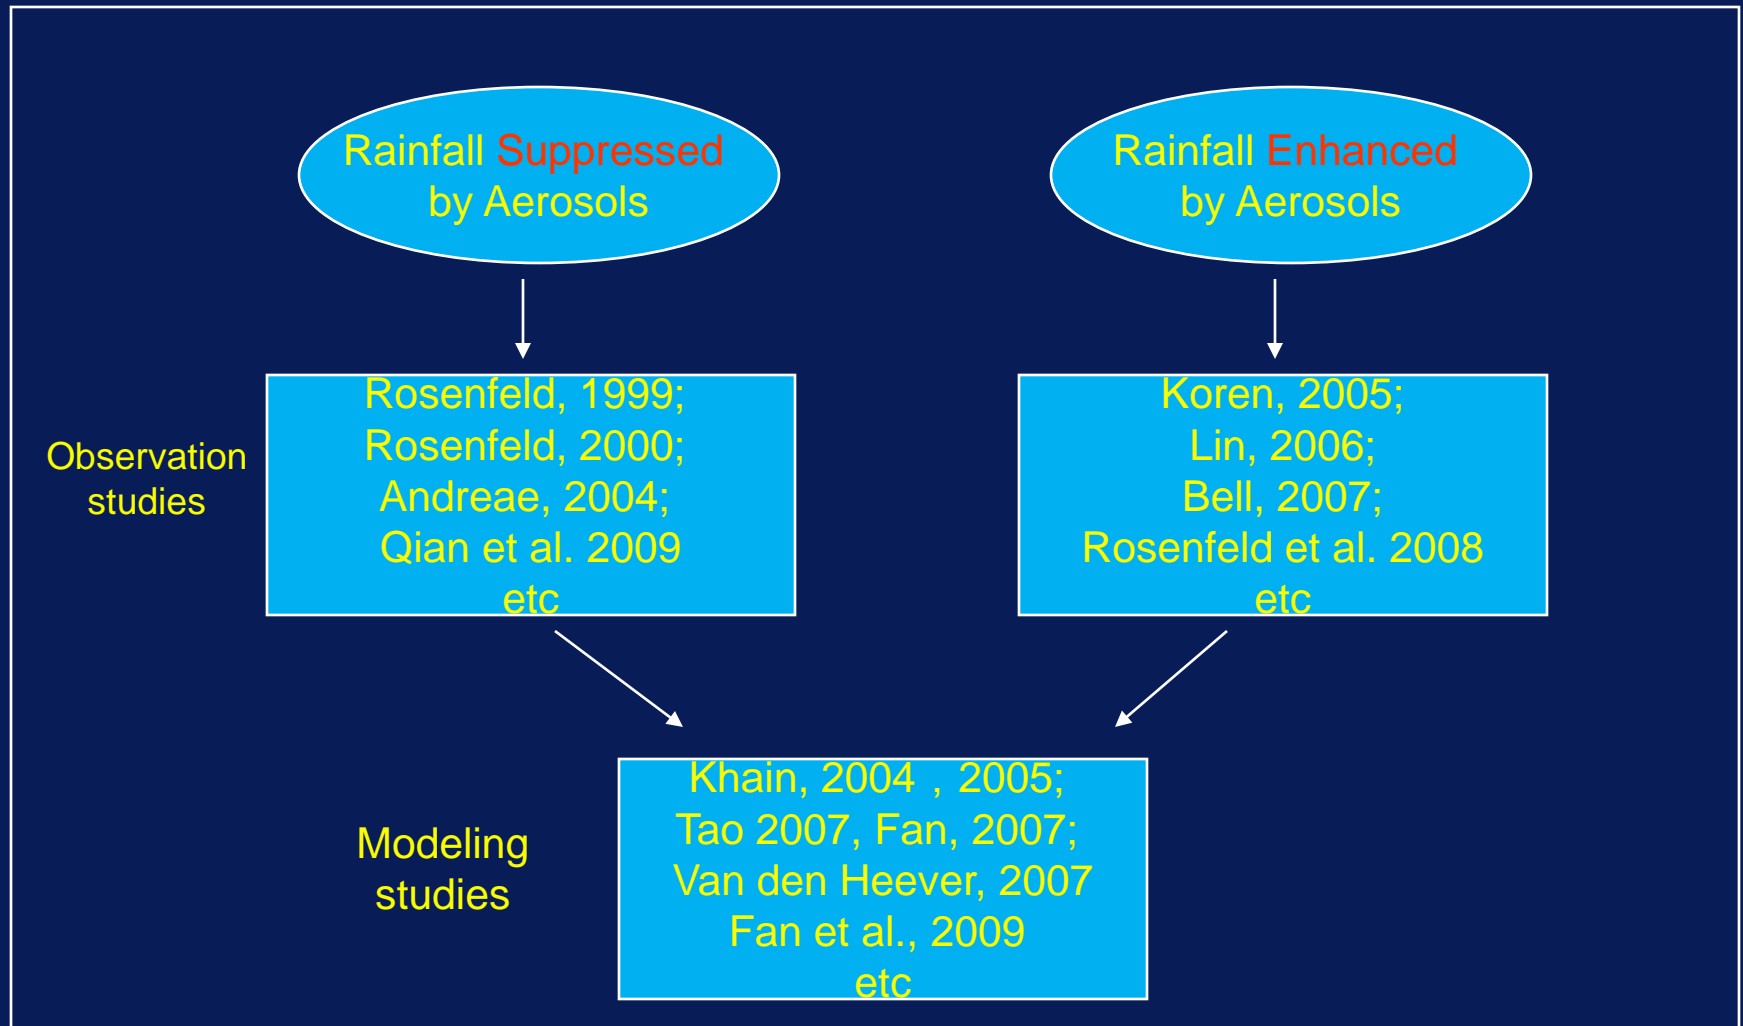 Rainfall Suppressed
by Aerosols
Rainfall Enhanced
by Aerosols
Observation
studies
Rosenfeld, 1999;
Rosenfeld, 2000;
Andreae, 2004;
Qian et al. 2009
etc
Koren, 2005;
Lin, 2006;
Bell, 2007;
Rosenfeld et al. 2008
etc
Modeling
studies
Khain, 2004 , 2005;
Tao 2007, Fan, 2007;
Van den Heever, 2007
Fan et al., 2009
etc